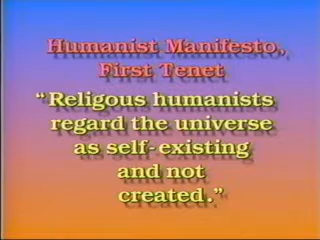 Humanist Manifesto,
First Tenet
“Religous humanists
regard the universe
as self-existing
and not
created.”